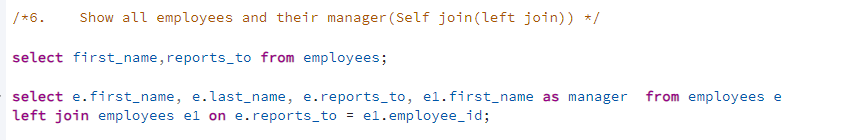 /*6.    Show all employees and their manager(Self join(left join)) */
select first_name,reports_to from employees;
select e.first_name, e.last_name, e.reports_to, e1.first_name as manager  from employees e
left join employees e1 on e.reports_to = e1.employee_id;